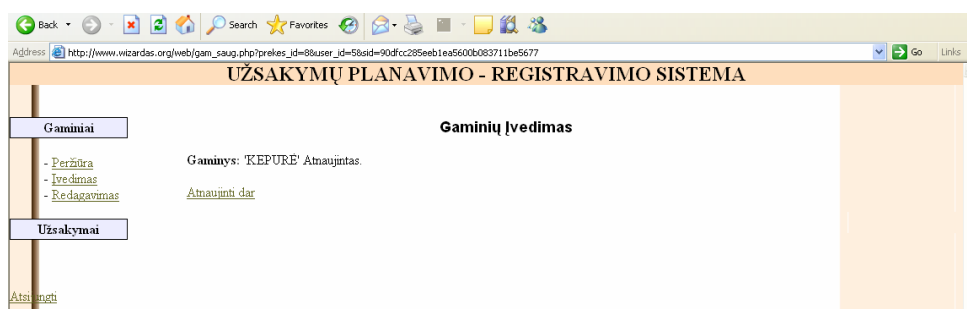 Back Search Favorites
Address http://www.wizardas.org/web/gam_saug.php?prekes_id=8&user_id=5&sid=90dfcc285eeb1ea5600b083711be5677 Go Links
UŽSAKYMŲ PLANAVIMO - REGISTRAVIMO SISTEMA
Gaminiai
Gaminių Įvedimas
- Peržiūra
- Įvedimas
- Redagavimas
Gaminys: 'KEPURĖ' Atnaujintas.
Atnaujinti dar
Užsakymai